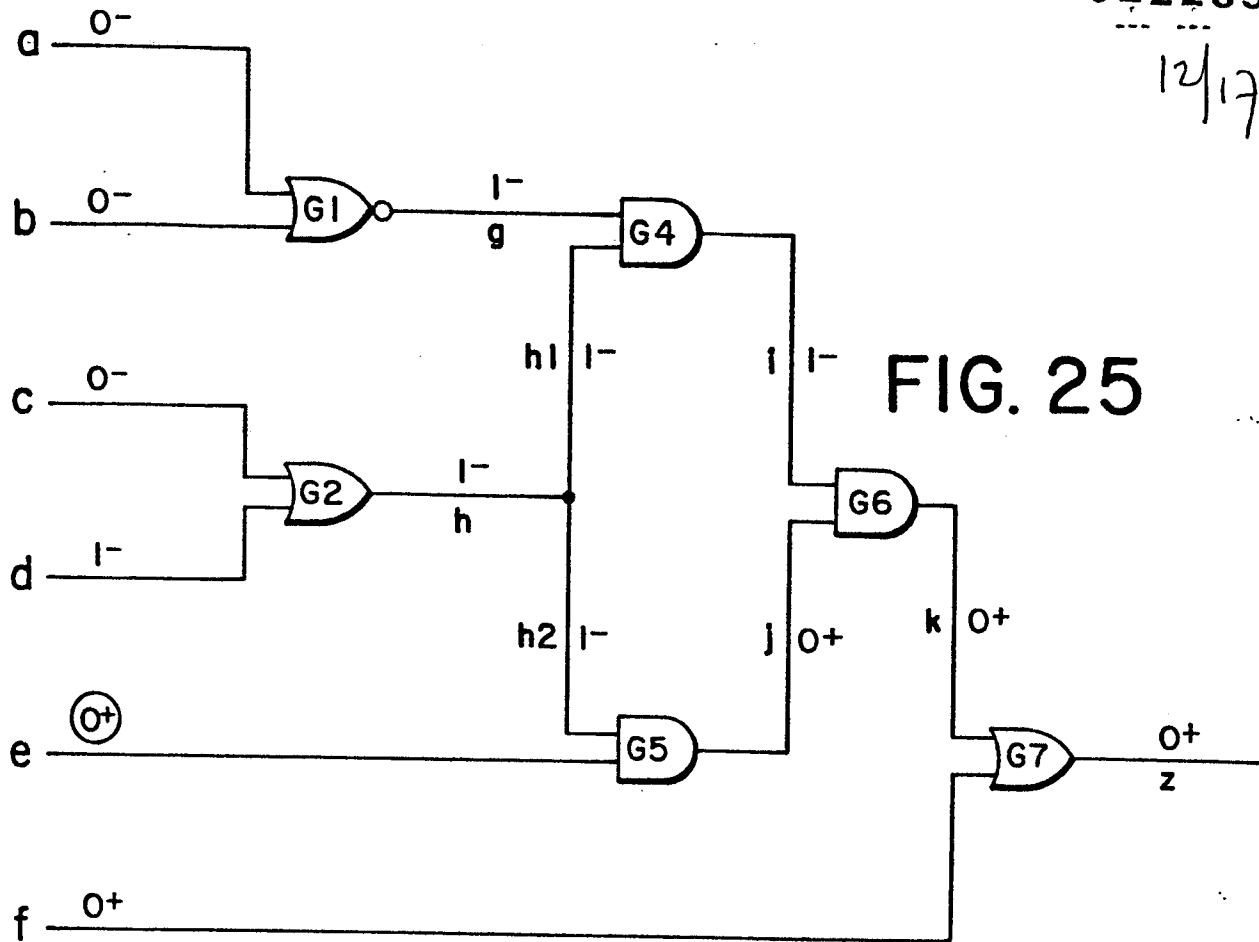 12/17
a 0-
b 0-
G1
1-
g
G4
h1 1-
i 1-
FIG. 25
c 0-
d 1-
G2
1-
h
G6
h2 1-
j 0+
k 0+
e 0+
G5
G7
0+
z
f 0+